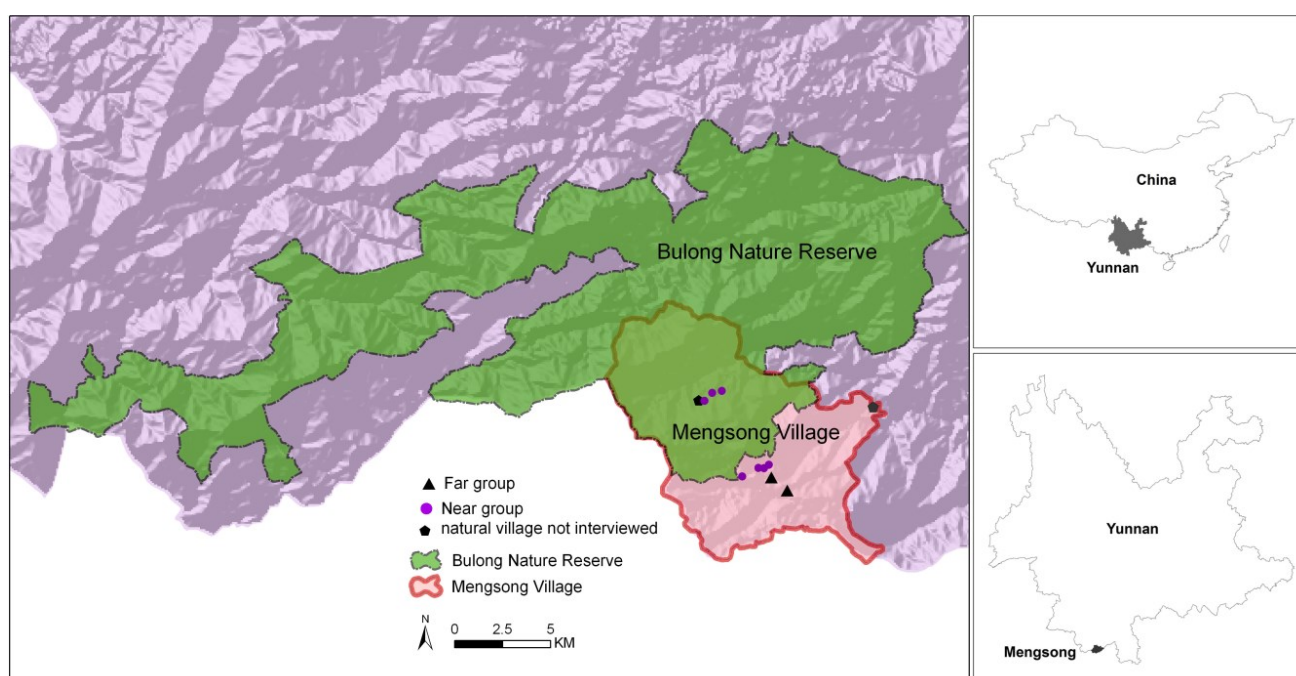 Bulong Nature Reserve
Mengsong Village
Far group
Near group
natural village not interviewed
Bulong Nature Reserve
Mengsong Village
N
0 2.5 5
KM
China
Yunnan
Yunnan
Mengsong